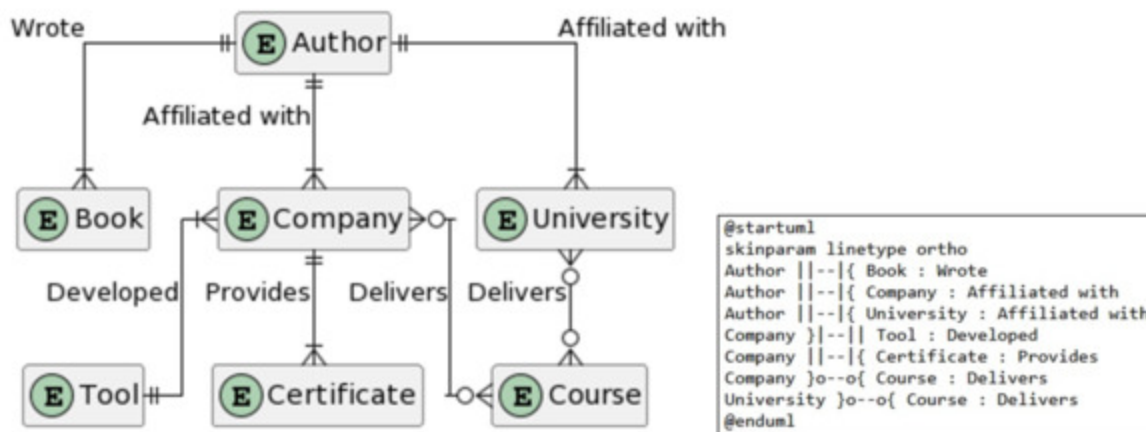 Wrote
E Author
Affiliated with
Affiliated with
E Book
E Company
E University
Developed
Provides
Delivers
Delivers
E Tool
E Certificate
E Course
@startuml
skinparam linetype ortho
Author ||--|{ Book : Wrote
Author ||--|{ Company : Affiliated with
Author ||--|{ University : Affiliated with
Company }|--|| Tool : Developed
Company ||--|{ Certificate : Provides
Company }o--o{ Course : Delivers
University }o--o{ Course : Delivers
@enduml